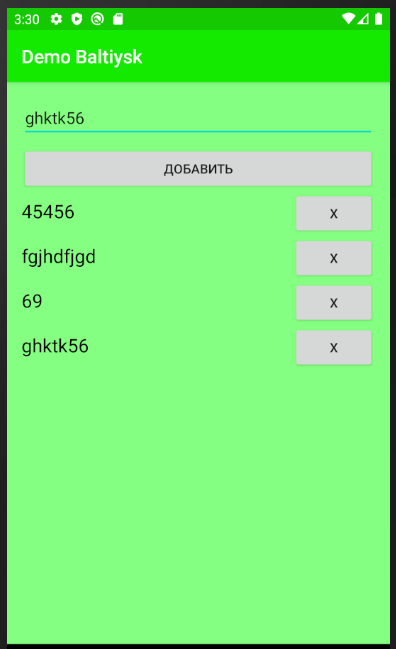 3:30
Demo Baltiysk
ghktk56
ДОБАВИТЬ
45456 X
fgjhdfjgd X
69 X
ghktk56 X